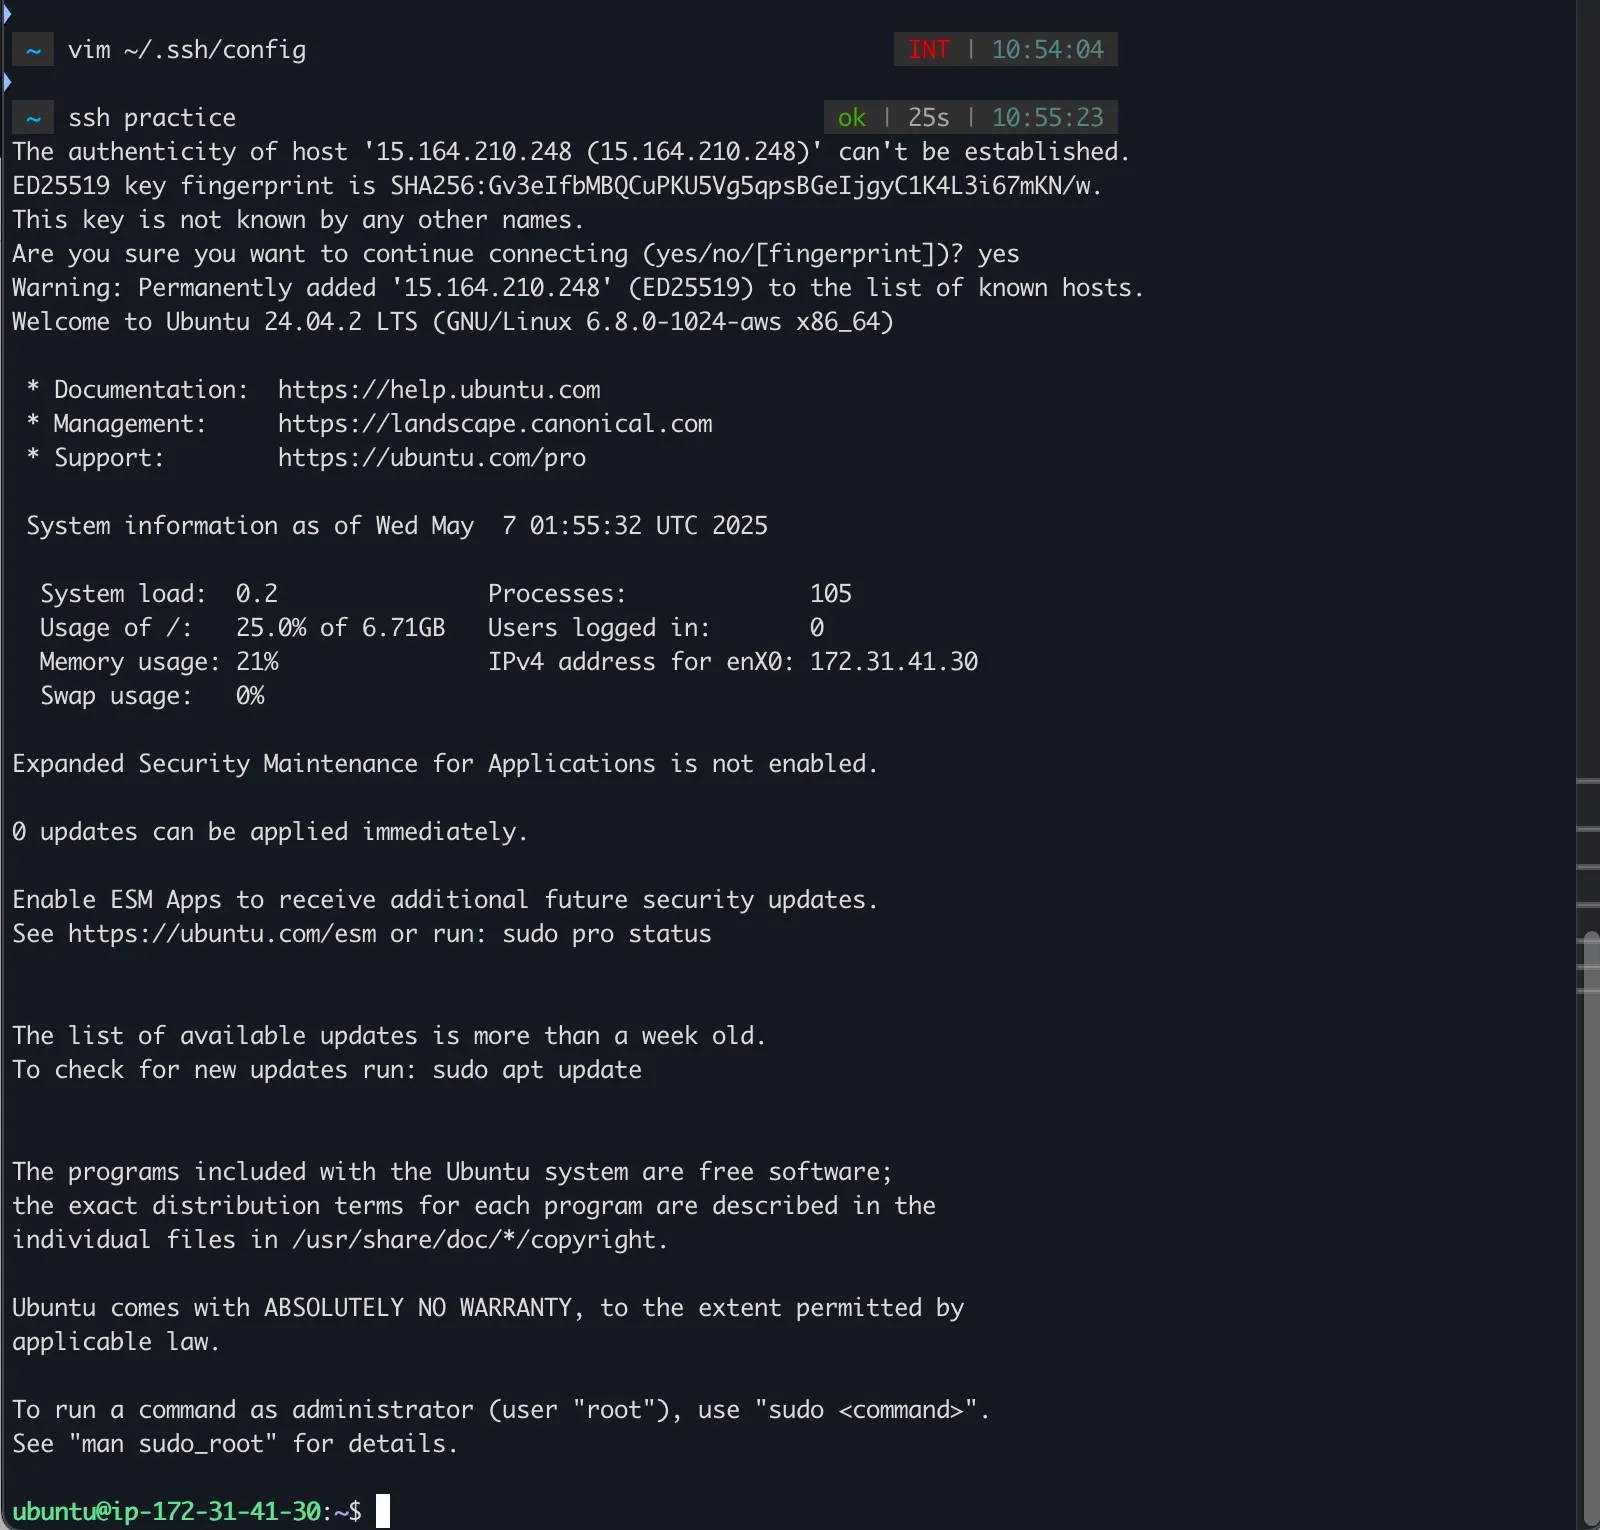 ~ vim ~/.ssh/config INT | 10:54:04
~ ssh practice ok | 25s | 10:55:23
The authenticity of host '15.164.210.248 (15.164.210.248)' can't be established.
ED25519 key fingerprint is SHA256:Gv3eIfbMBQCuPKU5Vg5qpsBGeIjgyC1K4L3i67mKN/w.
This key is not known by any other names.
Are you sure you want to continue connecting (yes/no/[fingerprint])? yes
Warning: Permanently added '15.164.210.248' (ED25519) to the list of known hosts.
Welcome to Ubuntu 24.04.2 LTS (GNU/Linux 6.8.0-1024-aws x86_64)
* Documentation:  https://help.ubuntu.com
* Management:     https://landscape.canonical.com
* Support:        https://ubuntu.com/pro
System information as of Wed May  7 01:55:32 UTC 2025
System load:  0.2               Processes:             105
Usage of /:   25.0% of 6.71GB   Users logged in:       0
Memory usage: 21%               IPv4 address for enX0: 172.31.41.30
Swap usage:   0%
Expanded Security Maintenance for Applications is not enabled.
0 updates can be applied immediately.
Enable ESM Apps to receive additional future security updates.
See https://ubuntu.com/esm or run: sudo pro status
The list of available updates is more than a week old.
To check for new updates run: sudo apt update
The programs included with the Ubuntu system are free software;
the exact distribution terms for each program are described in the
individual files in /usr/share/doc/*/copyright.
Ubuntu comes with ABSOLUTELY NO WARRANTY, to the extent permitted by
applicable law.
To run a command as administrator (user "root"), use "sudo <command>".
See "man sudo_root" for details.
ubuntu@ip-172-31-41-30:~$